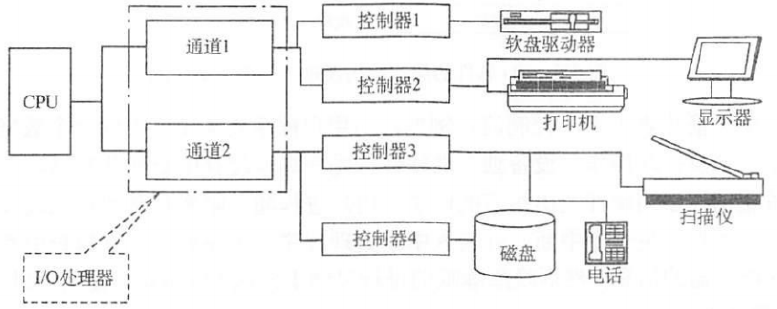 CPU
通道1
通道2
I/O处理器
控制器1
控制器2
控制器3
控制器4
软盘驱动器
打印机
显示器
扫描仪
磁盘
电话